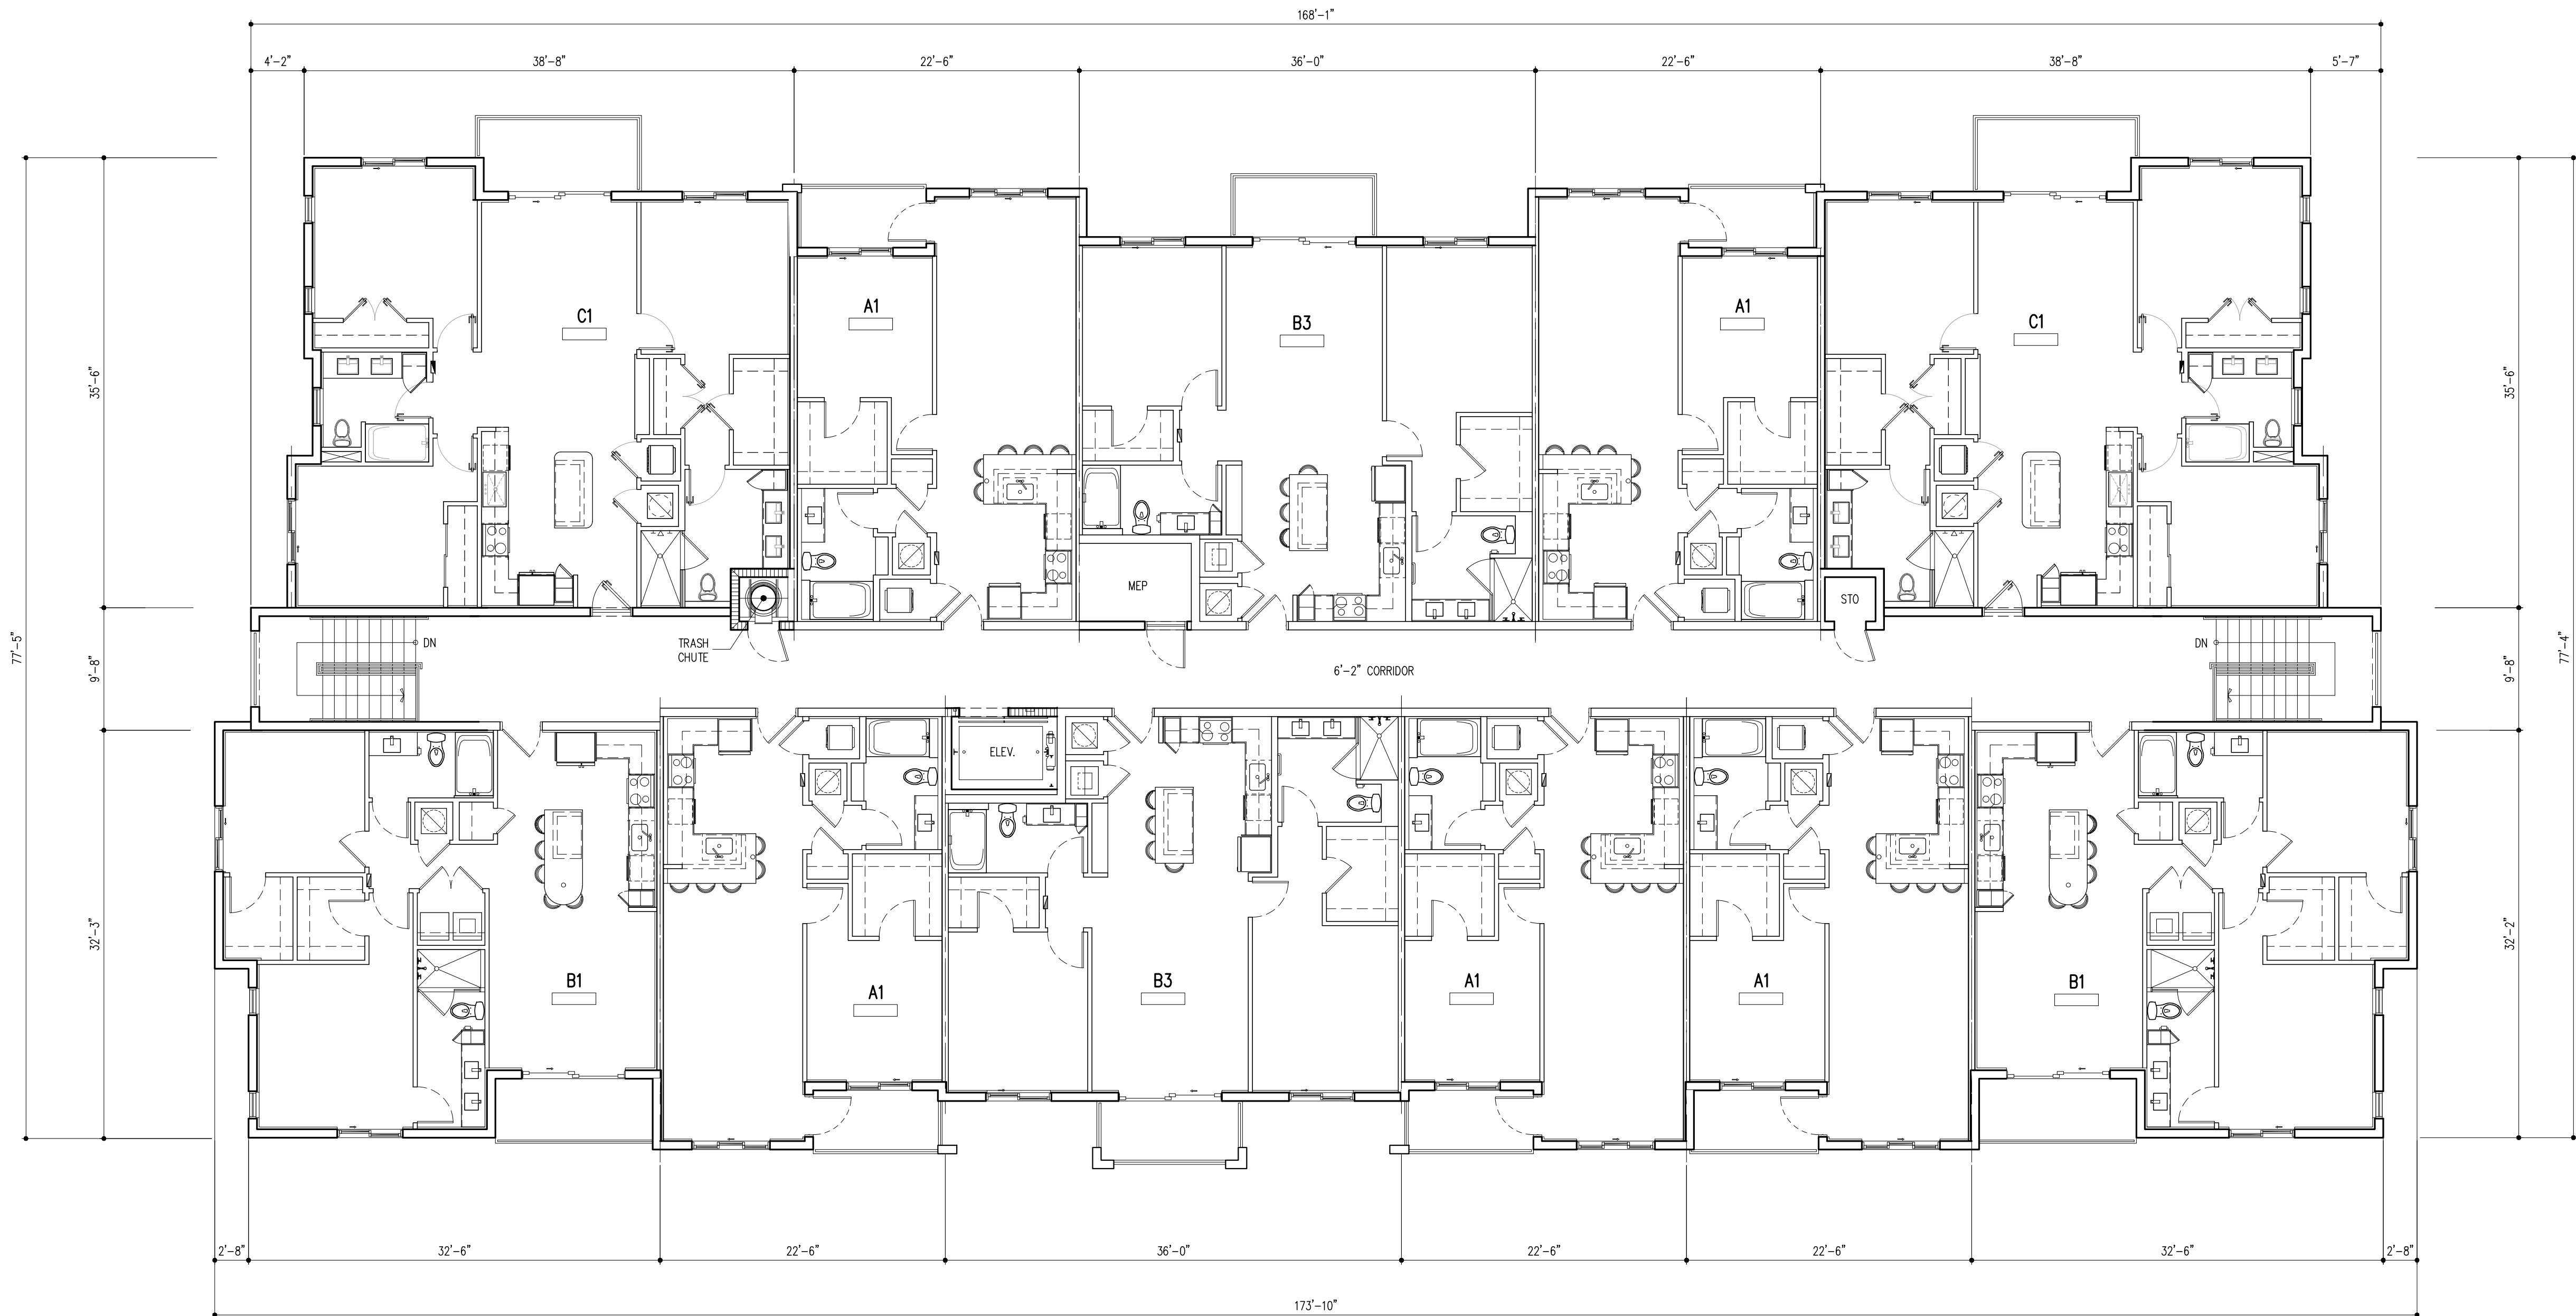 168'-1"
4'-2" 38'-8" 22'-6" 36'-0" 22'-6" 38'-8" 5'-7"
C1
A1
B3
A1
C1
35'-6"
35'-6"
MEP
STO
TRASH
CHUTE
DN
DN
6'-2" CORRIDOR
77'-5"
9'-8"
9'-8"
77'-4"
ELEV.
32'-3"
32'-2"
B1
A1
B3
A1
A1
B1
2'-8" 32'-6" 22'-6" 36'-0" 22'-6" 22'-6" 32'-6" 2'-8"
173'-10"